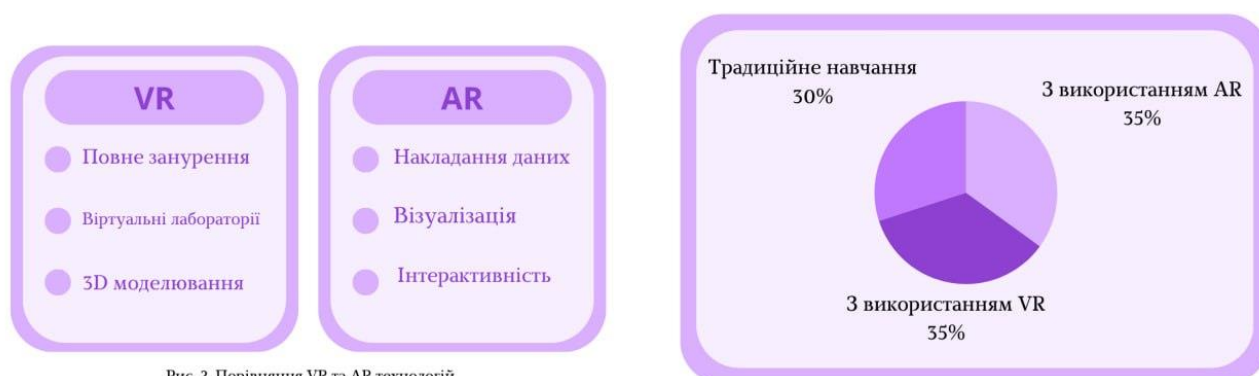 VR
Повне занурення
Віртуальні лабораторії
3D моделювання
AR
Накладання даних
Візуалізація
Інтерактивність
Рис. 2. Порівняння VR та AR технологій
Традиційне навчання
30%
З використанням AR
35%
З використанням VR
35%